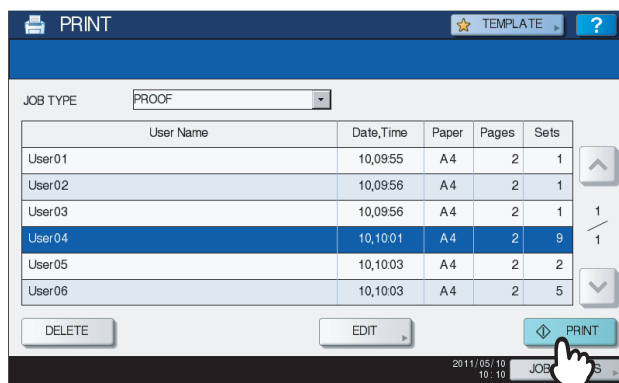 PRINT TEMPLATE ?
JOB TYPE PROOF
User Name Date,Time Paper Pages Sets
User01 10,09:55 A4 2 1
User02 10,09:56 A4 2 1
User03 10,09:56 A4 2 1
User04 10,10:01 A4 2 9
User05 10,10:03 A4 2 2
User06 10,10:03 A4 2 5
1
1
DELETE EDIT PRINT
2011/05/10
10:10
JOB